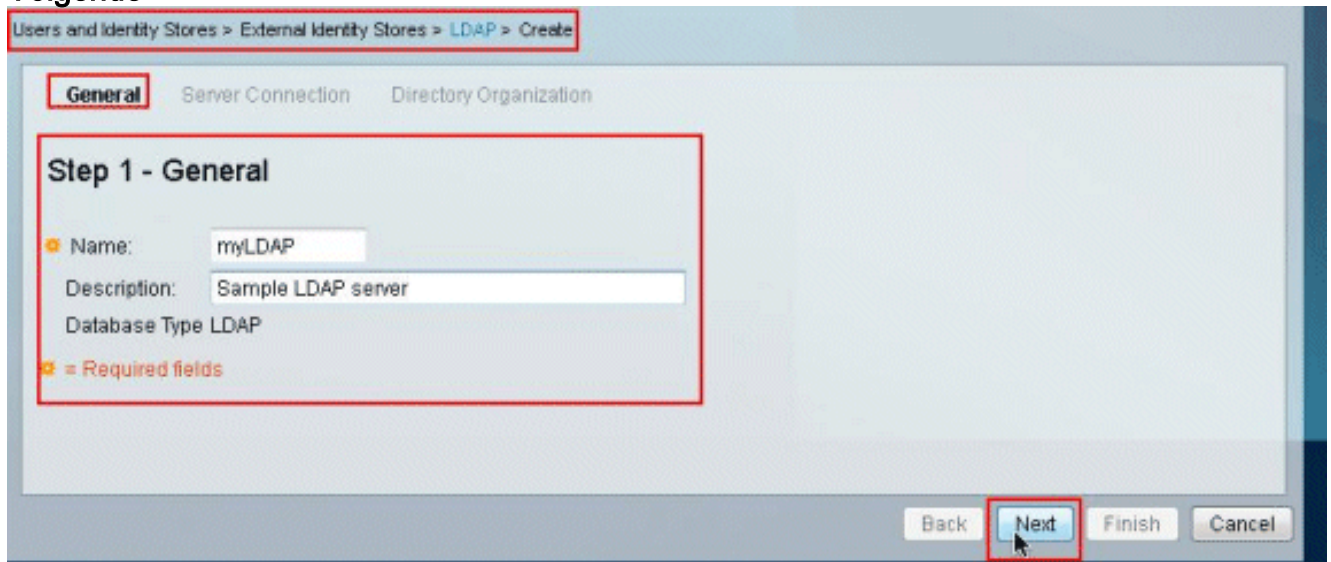 Users and Identity Stores > External Identity Stores > LDAP > Create
General Server Connection Directory Organization
Step 1 - General
Name: myLDAP
Description: Sample LDAP server
Database Type LDAP
= Required fields
Back Next Finish Cancel